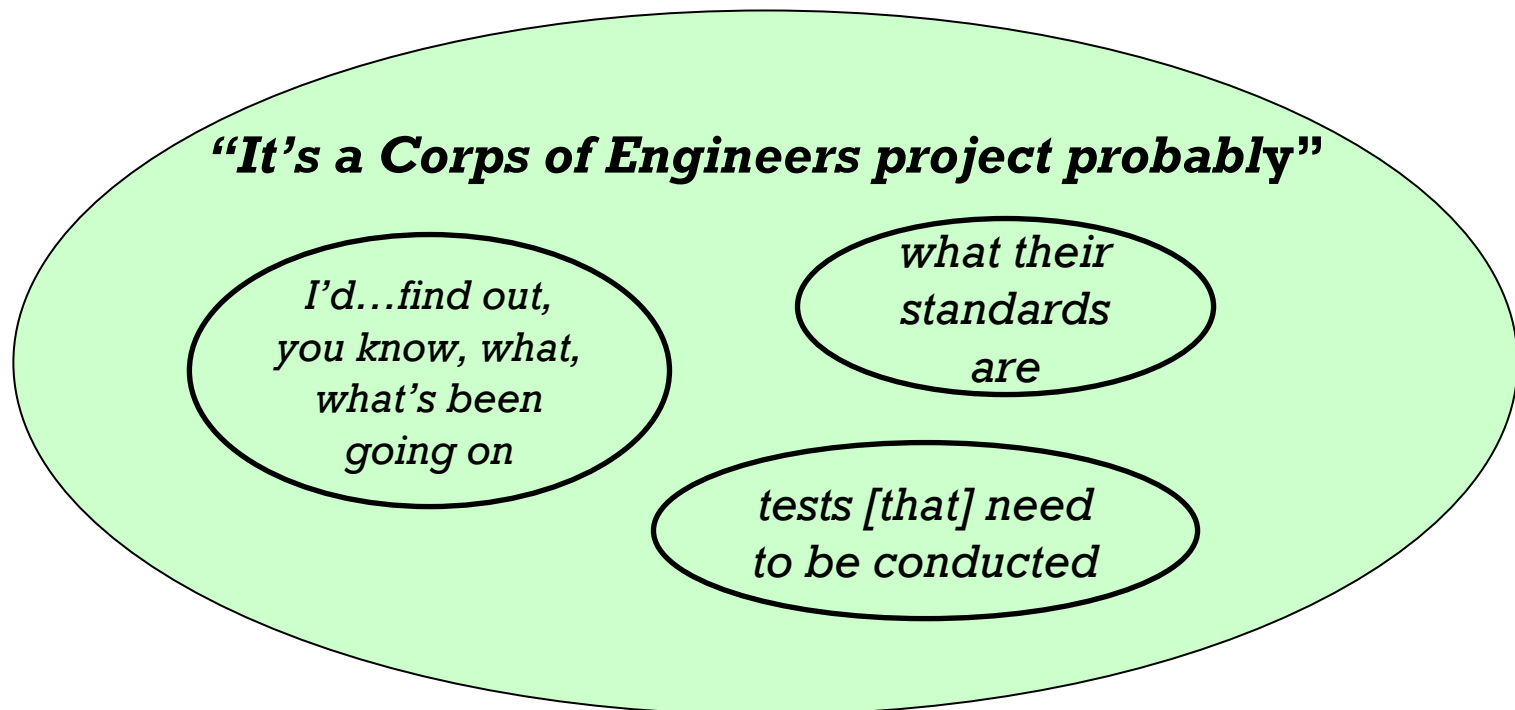 “It’s a Corps of Engineers project probably”
I’d…find out,
you know, what,
what’s been
going on
what their
standards
are
tests [that] need
to be conducted